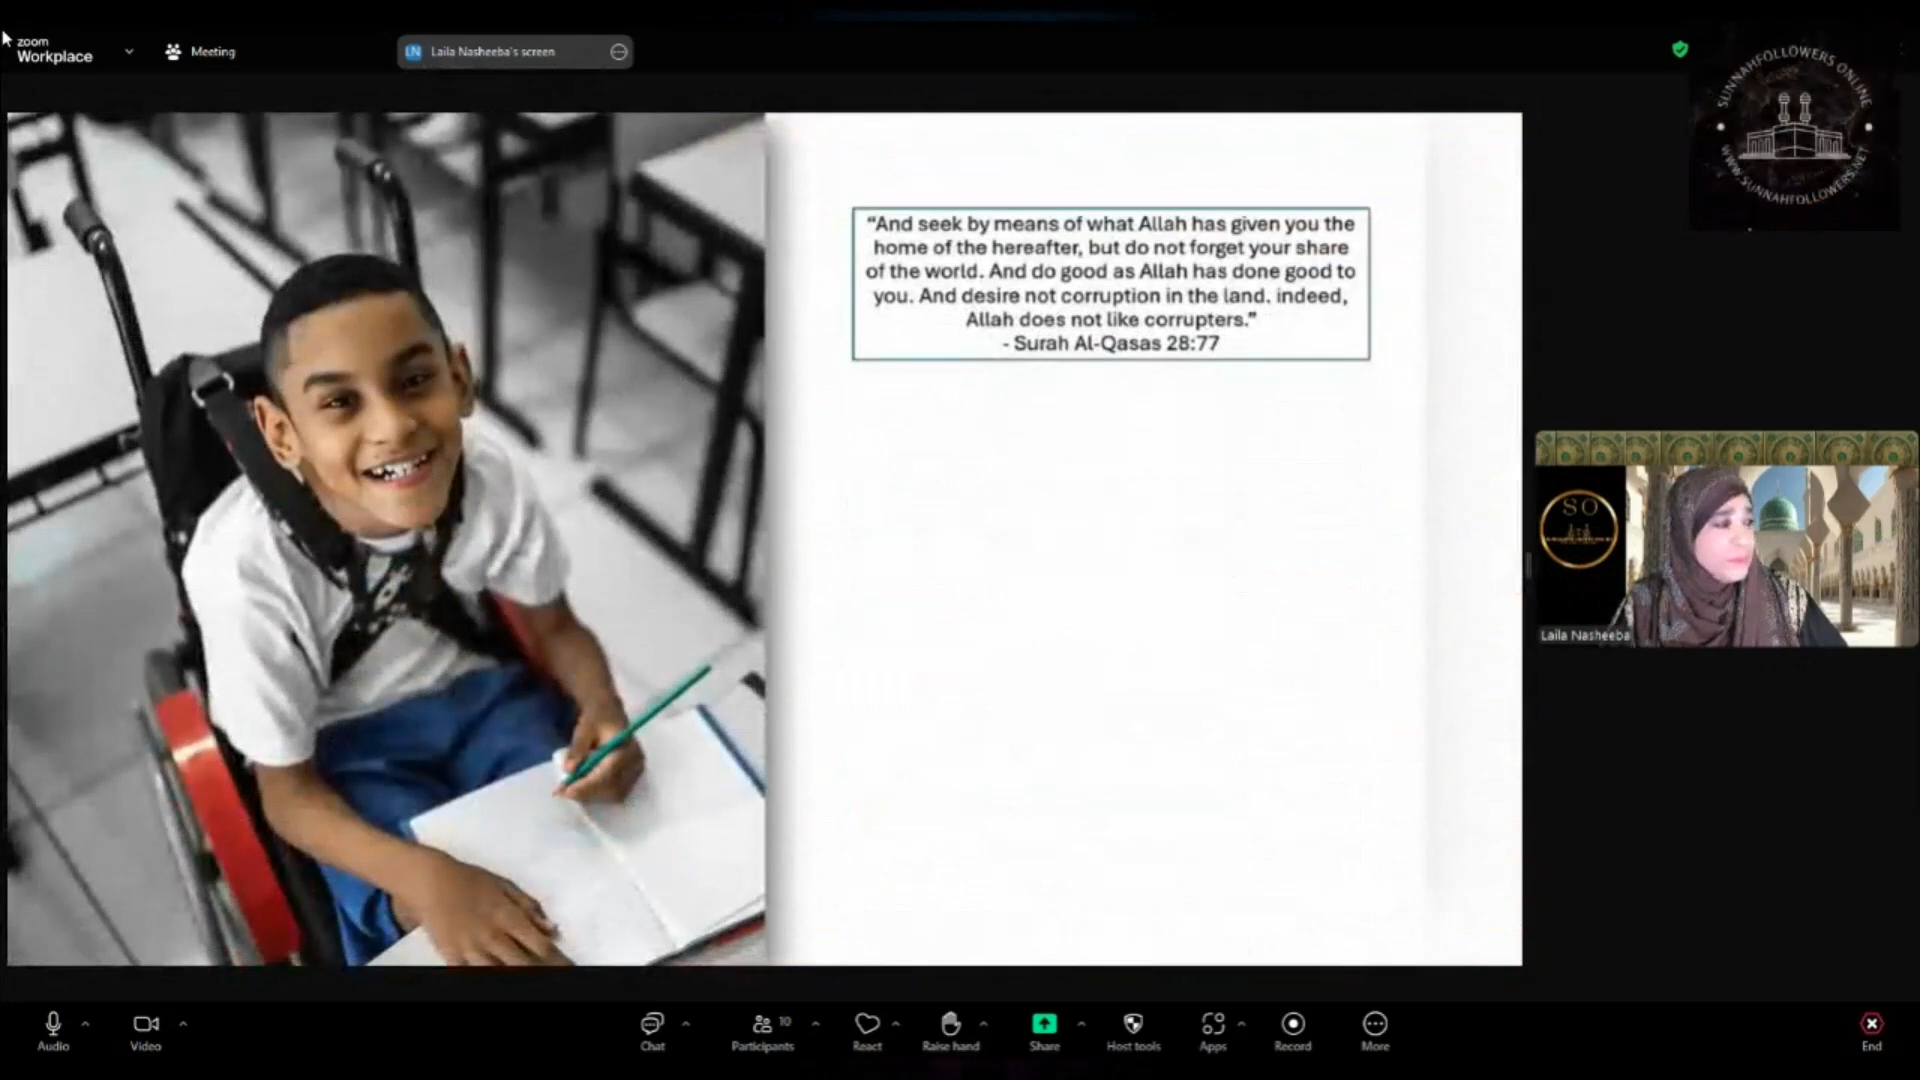 zoom
Workplace
Meeting
LN Laila Nasheeba's screen
SUNNAHFOLLOWERS ONLINE
WWW.SUNNAHFOLLOWERS.NET
“And seek by means of what Allah has given you the
home of the hereafter, but do not forget your share
of the world. And do good as Allah has done good to
you. And desire not corruption in the land. indeed,
Allah does not like corrupters.”
- Surah Al-Qasas 28:77
SO
Laila Nasheeba
Audio
Video
Chat
10
Participants
React
Raise hand
Share
Host tools
Apps
Record
More
End